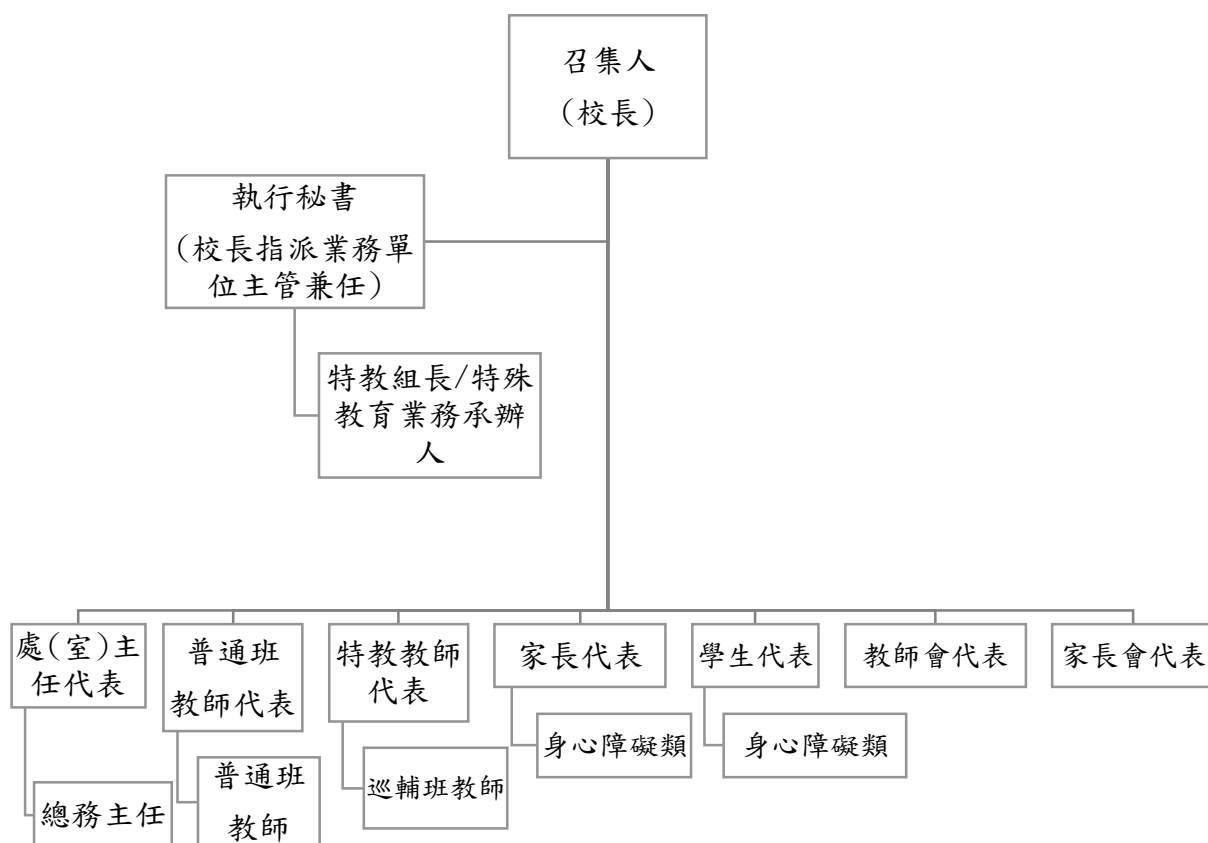 召集人
(校長)
執行秘書
(校長指派業務單
位主管兼任)
特教組長/特殊
教育業務承辦
人
處(室)主
任代表
普通班
教師代表
特教教師
代表
家長代表
學生代表
教師會代表
家長會代表
身心障礙類
身心障礙類
總務主任
普通班
教師
巡輔班教師